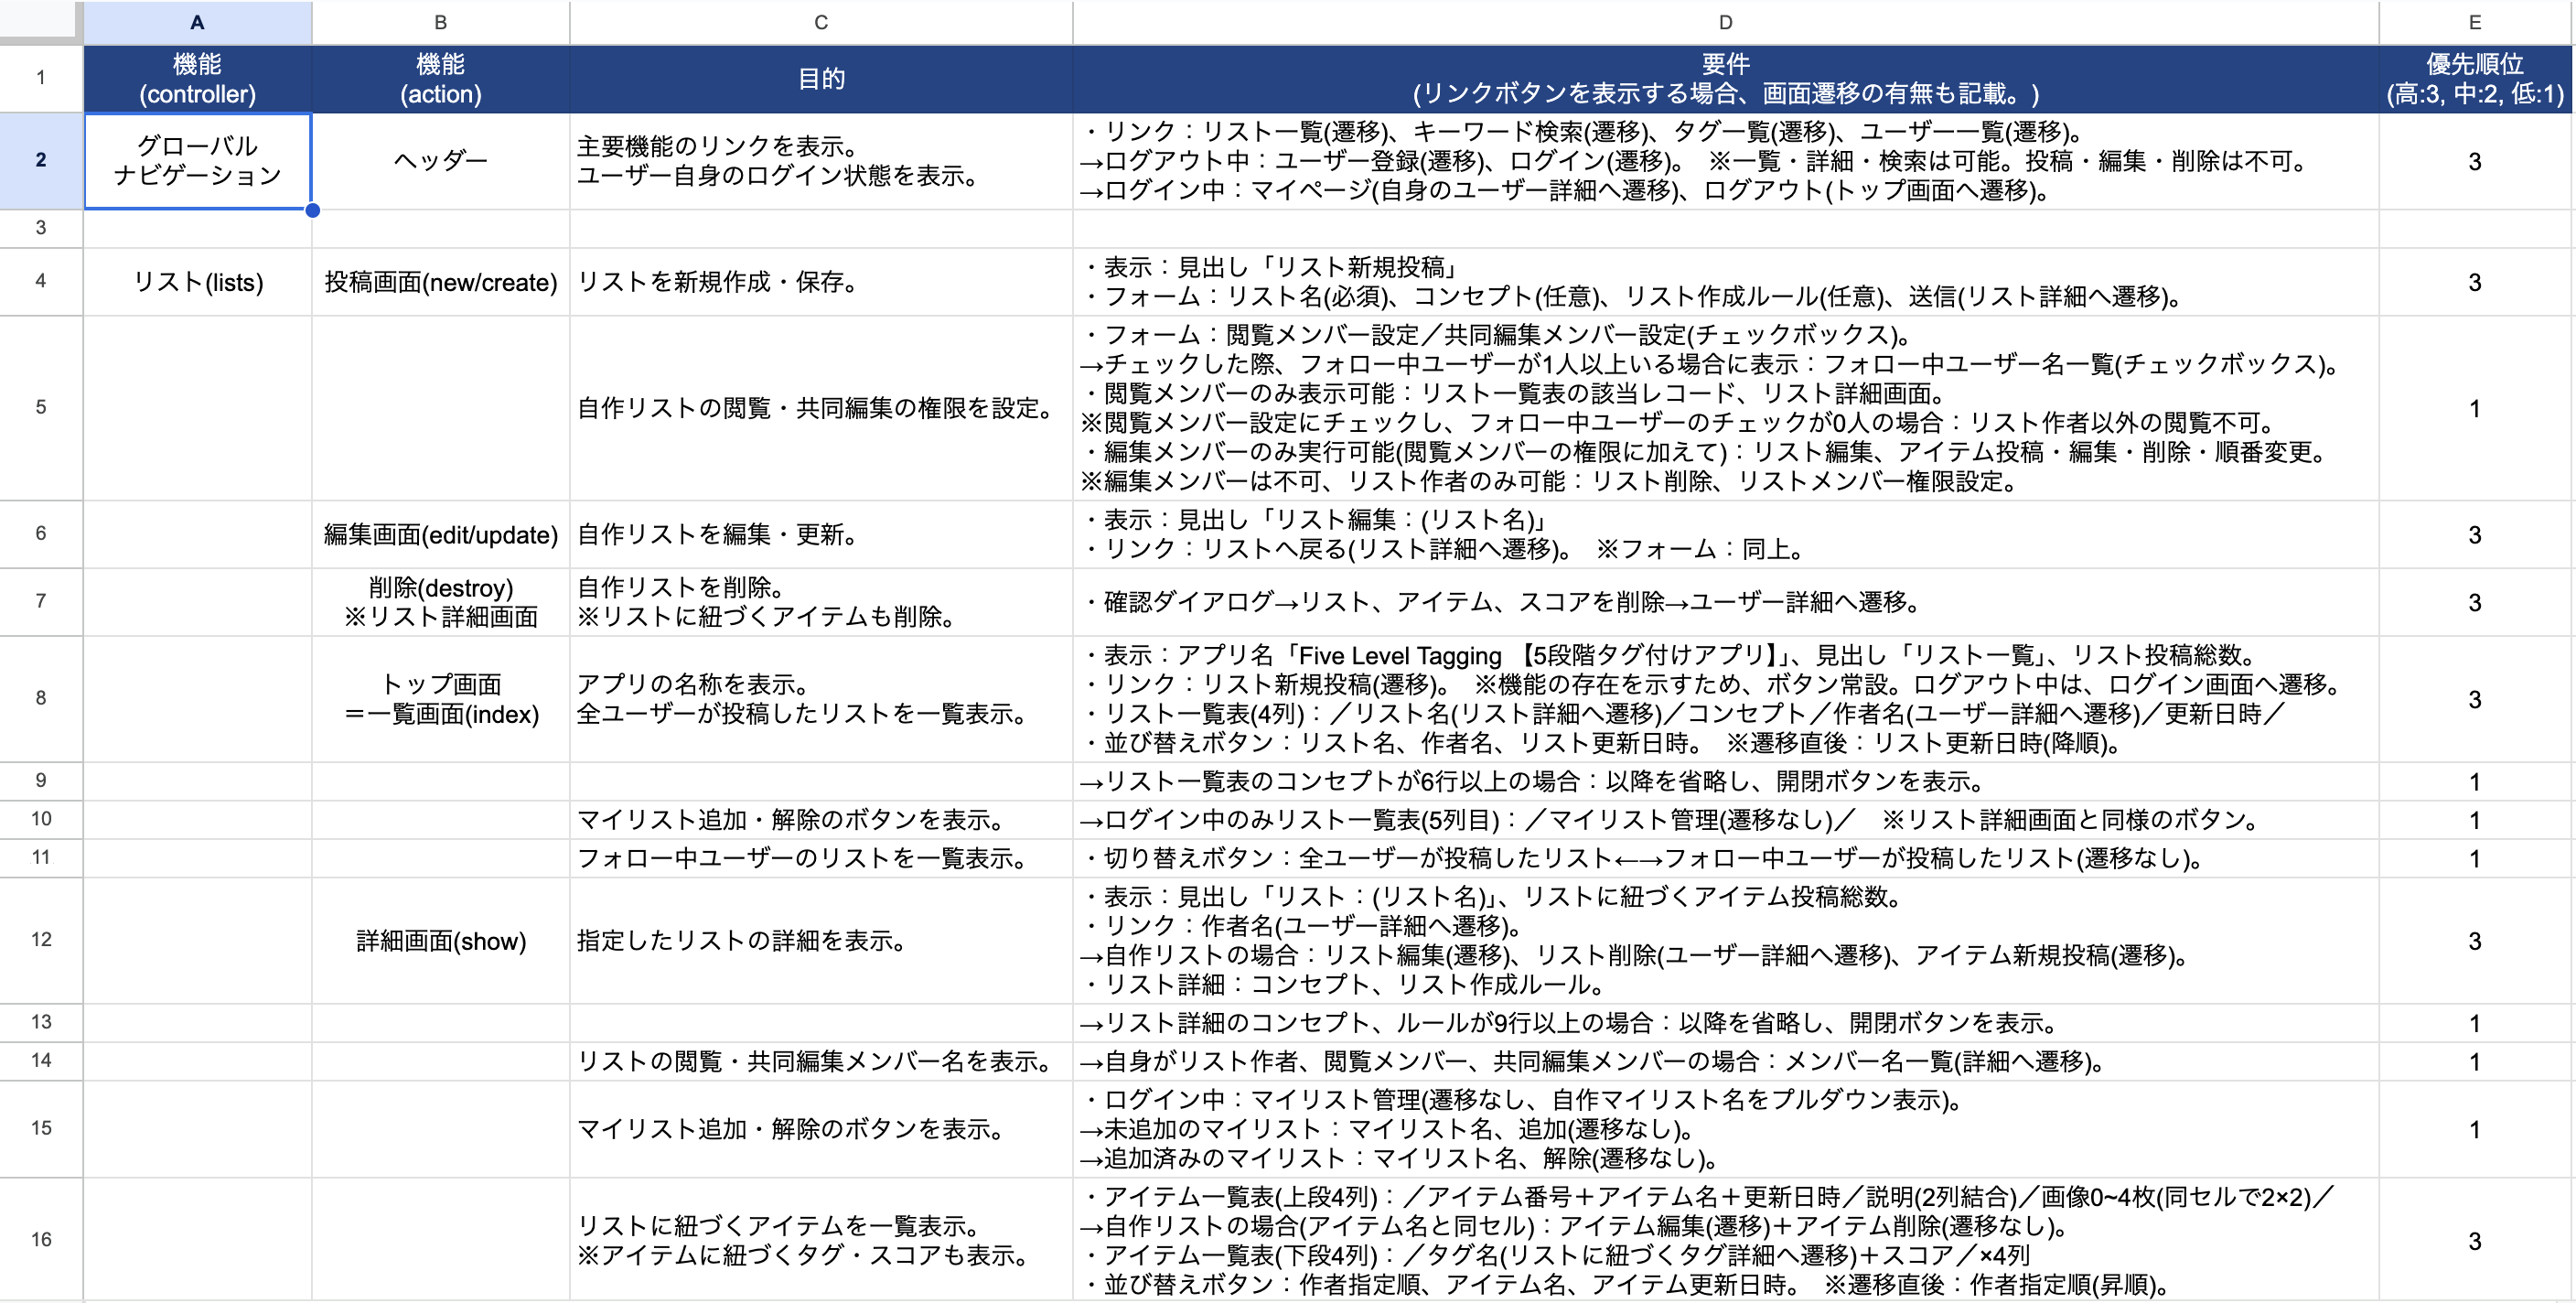 A B C D E
1 機能 機能 目的 要件 優先順位
(controller) (action) (リンクボタンを表示する場合、画面遷移の有無も記載。) (高:3, 中:2, 低:1)
2 グローバル
ナビゲーション
ヘッダー
主要機能のリンクを表示。
ユーザー自身のログイン状態を表示。
・リンク：リスト一覧(遷移)、キーワード検索(遷移)、タグ一覧(遷移)、ユーザー一覧(遷移)。
→ログアウト中：ユーザー登録(遷移)、ログイン(遷移)。 ※一覧・詳細・検索は可能。投稿・編集・削除は不可。
→ログイン中：マイページ(自身のユーザー詳細へ遷移)、ログアウト(トップ画面へ遷移)。
3
3
4 リスト(lists)
投稿画面(new/create)
リストを新規作成・保存。
・表示：見出し「リスト新規投稿」
・フォーム：リスト名(必須)、コンセプト(任意)、リスト作成ルール(任意)、送信(リスト詳細へ遷移)。
3
5
自作リストの閲覧・共同編集の権限を設定。
・フォーム：閲覧メンバー設定／共同編集メンバー設定(チェックボックス)。
→チェックした際、フォロー中ユーザーが1人以上いる場合に表示：フォロー中ユーザー名一覧(チェックボックス)。
・閲覧メンバーのみ表示可能：リスト一覧表の該当レコード、リスト詳細画面。
※閲覧メンバー設定にチェックし、フォロー中ユーザーのチェックが0人の場合：リスト作者以外の閲覧不可。
・編集メンバーのみ実行可能(閲覧メンバーの権限に加えて)：リスト編集、アイテム投稿・編集・削除・順番変更。
※編集メンバーは不可、リスト作者のみ可能：リスト削除、リストメンバー権限設定。
1
6
編集画面(edit/update)
自作リストを編集・更新。
・表示：見出し「リスト編集：(リスト名)」
・リンク：リストへ戻る(リスト詳細へ遷移)。 ※フォーム：同上。
3
7
削除(destroy)
※リスト詳細画面
自作リストを削除。
※リストに紐づくアイテムも削除。
・確認ダイアログ→リスト、アイテム、スコアを削除→ユーザー詳細へ遷移。
3
8
トップ画面
＝一覧画面(index)
アプリの名称を表示。
全ユーザーが投稿したリストを一覧表示。
・表示：アプリ名「Five Level Tagging 【5段階タグ付けアプリ】」、見出し「リスト一覧」、リスト投稿総数。
・リンク：リスト新規投稿(遷移)。 ※機能の存在を示すため、ボタン常設。ログアウト中は、ログイン画面へ遷移。
・リスト一覧表(4列)：／リスト名(リスト詳細へ遷移)／コンセプト／作者名(ユーザー詳細へ遷移)／更新日時／
・並び替えボタン：リスト名、作者名、リスト更新日時。 ※遷移直後：リスト更新日時(降順)。
3
9
→リスト一覧表のコンセプトが6行以上の場合：以降を省略し、開閉ボタンを表示。
1
10
マイリスト追加・解除のボタンを表示。
→ログイン中のみリスト一覧表(5列目)：／マイリスト管理(遷移なし)／ ※リスト詳細画面と同様のボタン。
1
11
フォロー中ユーザーのリストを一覧表示。
・切り替えボタン：全ユーザーが投稿したリスト←→フォロー中ユーザーが投稿したリスト(遷移なし)。
1
12
詳細画面(show)
指定したリストの詳細を表示。
・表示：見出し「リスト：(リスト名)」、リストに紐づくアイテム投稿総数。
・リンク：作者名(ユーザー詳細へ遷移)。
→自作リストの場合：リスト編集(遷移)、リスト削除(ユーザー詳細へ遷移)、アイテム新規投稿(遷移)。
・リスト詳細：コンセプト、リスト作成ルール。
3
13
→リスト詳細のコンセプト、ルールが9行以上の場合：以降を省略し、開閉ボタンを表示。
1
14
リストの閲覧・共同編集メンバー名を表示。
→自身がリスト作者、閲覧メンバー、共同編集メンバーの場合：メンバー名一覧(詳細へ遷移)。
1
15
マイリスト追加・解除のボタンを表示。
・ログイン中：マイリスト管理(遷移なし、自作マイリスト名をプルダウン表示)。
→未追加のマイリスト：マイリスト名、追加(遷移なし)。
→追加済みのマイリスト：マイリスト名、解除(遷移なし)。
1
16
リストに紐づくアイテムを一覧表示。
※アイテムに紐づくタグ・スコアも表示。
・アイテム一覧表(上段4列)：／アイテム番号＋アイテム名＋更新日時／説明(2列結合)／画像0~4枚(同セルで2×2)／
→自作リストの場合(アイテム名と同セル)：アイテム編集(遷移)＋アイテム削除(遷移なし)。
・アイテム一覧表(下段4列)：／タグ名(リストに紐づくタグ詳細へ遷移)＋スコア／×4列
・並び替えボタン：作者指定順、アイテム名、アイテム更新日時。 ※遷移直後：作者指定順(昇順)。
3